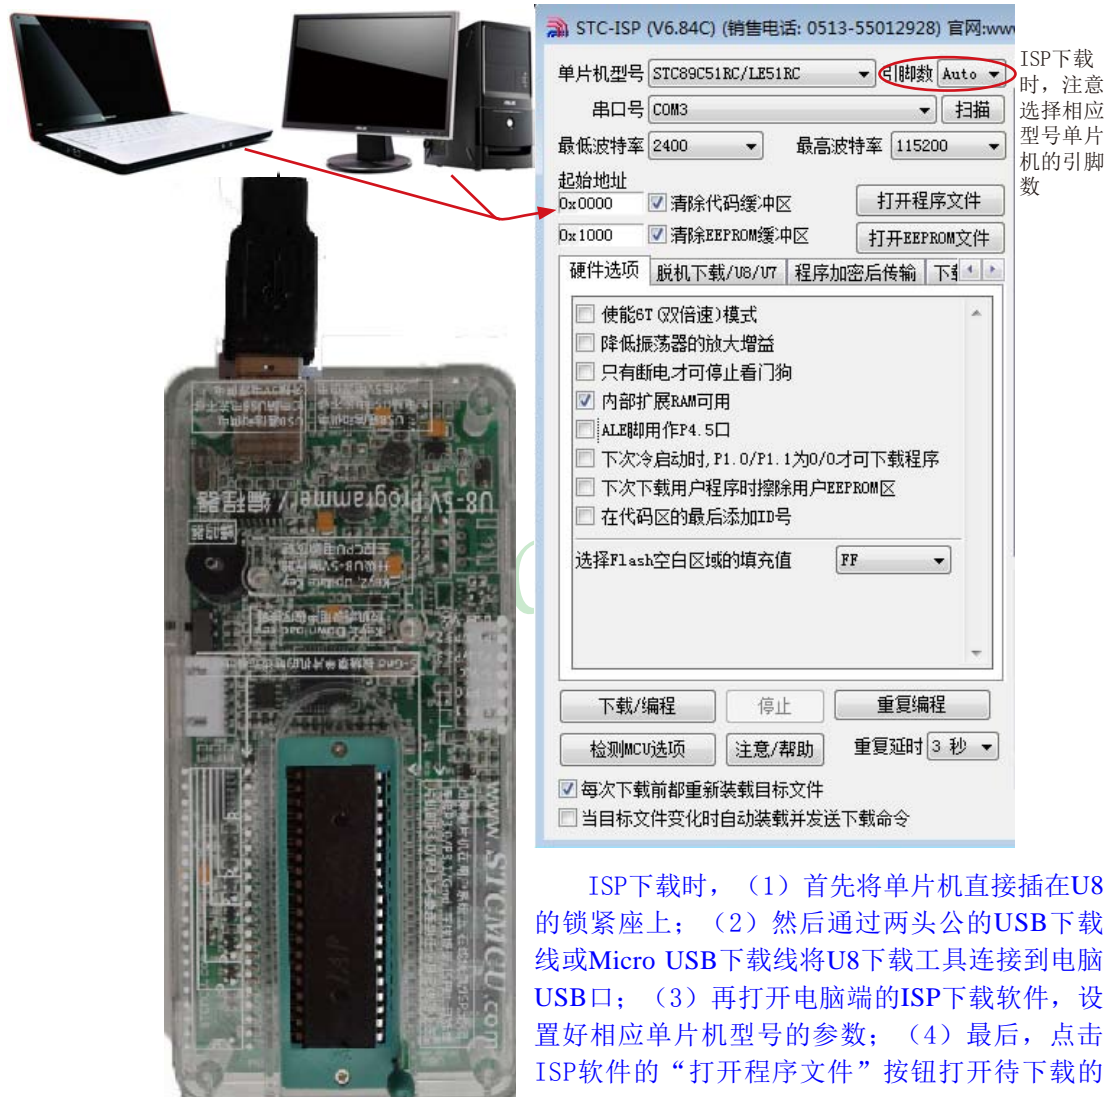 STC-ISP (V6.84C) (销售电话: 0513-55012928) 官网:www
单片机型号 STC89C51RC/LE51RC 引脚数 Auto
串口号 COM3 扫描
最低波特率 2400 最高波特率 115200
起始地址
0x0000 清除代码缓冲区 打开程序文件
0x1000 清除EEPROM缓冲区 打开EEPROM文件
硬件选项 脱机下载/U8/U7 程序加密后传输
使能6T(双倍速)模式
降低振荡器的放大增益
只有断电才可停止看门狗
内部扩展RAM可用
ALE脚用作P4.5口
下次冷启动时,P1.0/P1.1为0/0才可下载程序
下次下载用户程序时擦除用户EEPROM区
在代码区的最后添加ID号
选择Flash空白区域的填充值 FF
下载/编程 停止 重复编程
检测MCU选项 注意/帮助 重复延时 3 秒
每次下载前都重新装载目标文件
当目标文件变化时自动装载并发送下载命令
ISP下载
时，注意
选择相应
型号单片
机的引脚
数
U8-5V Programmer / 编程器
www.STCMCU.com
ISP下载时，（1）首先将单片机直接插在U8
的锁紧座上；（2）然后通过两头公的USB下载
线或Micro USB下载线将U8下载工具连接到电脑
USB口；（3）再打开电脑端的ISP下载软件，设
置好相应单片机型号的参数；（4）最后，点击
ISP软件的“打开程序文件”按钮打开待下载的